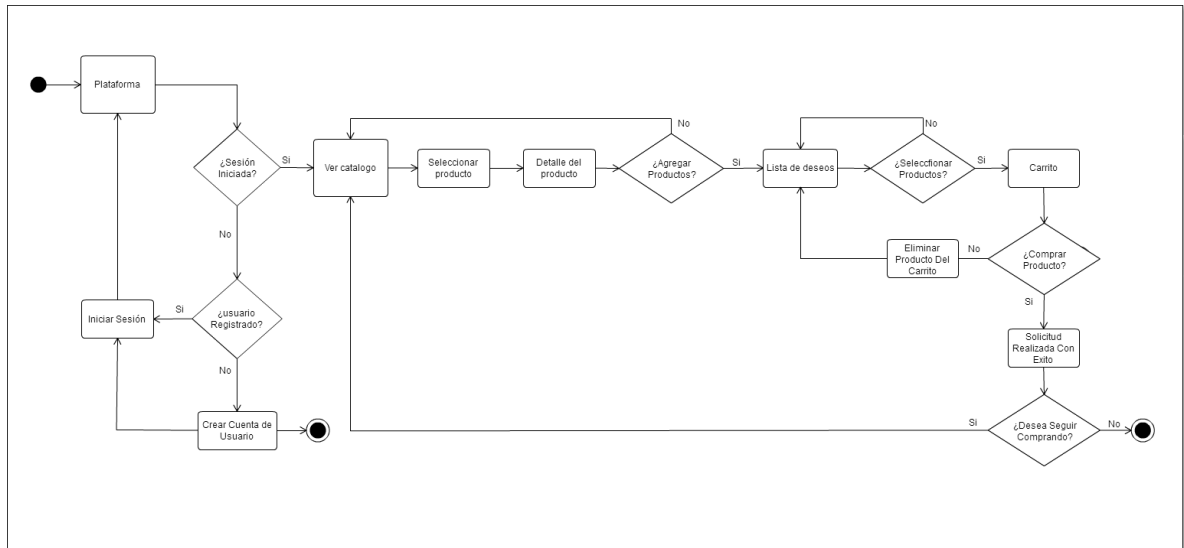 Plataforma
¿Sesión
Iniciada?
Si
No
¿usuario
Registrado?
Si
No
Iniciar Sesión
Crear Cuenta de
Usuario
Ver catalogo
Seleccionar
producto
Detalle del
producto
¿Agregar
Productos?
No
Si
Lista de deseos
¿Seleccfionar
Productos?
No
Si
Carrito
¿Comprar
Producto?
No
Eliminar
Producto Del
Carrito
Si
Solicitud
Realizada Con
Exito
¿Desea Seguir
Comprando?
Si
No